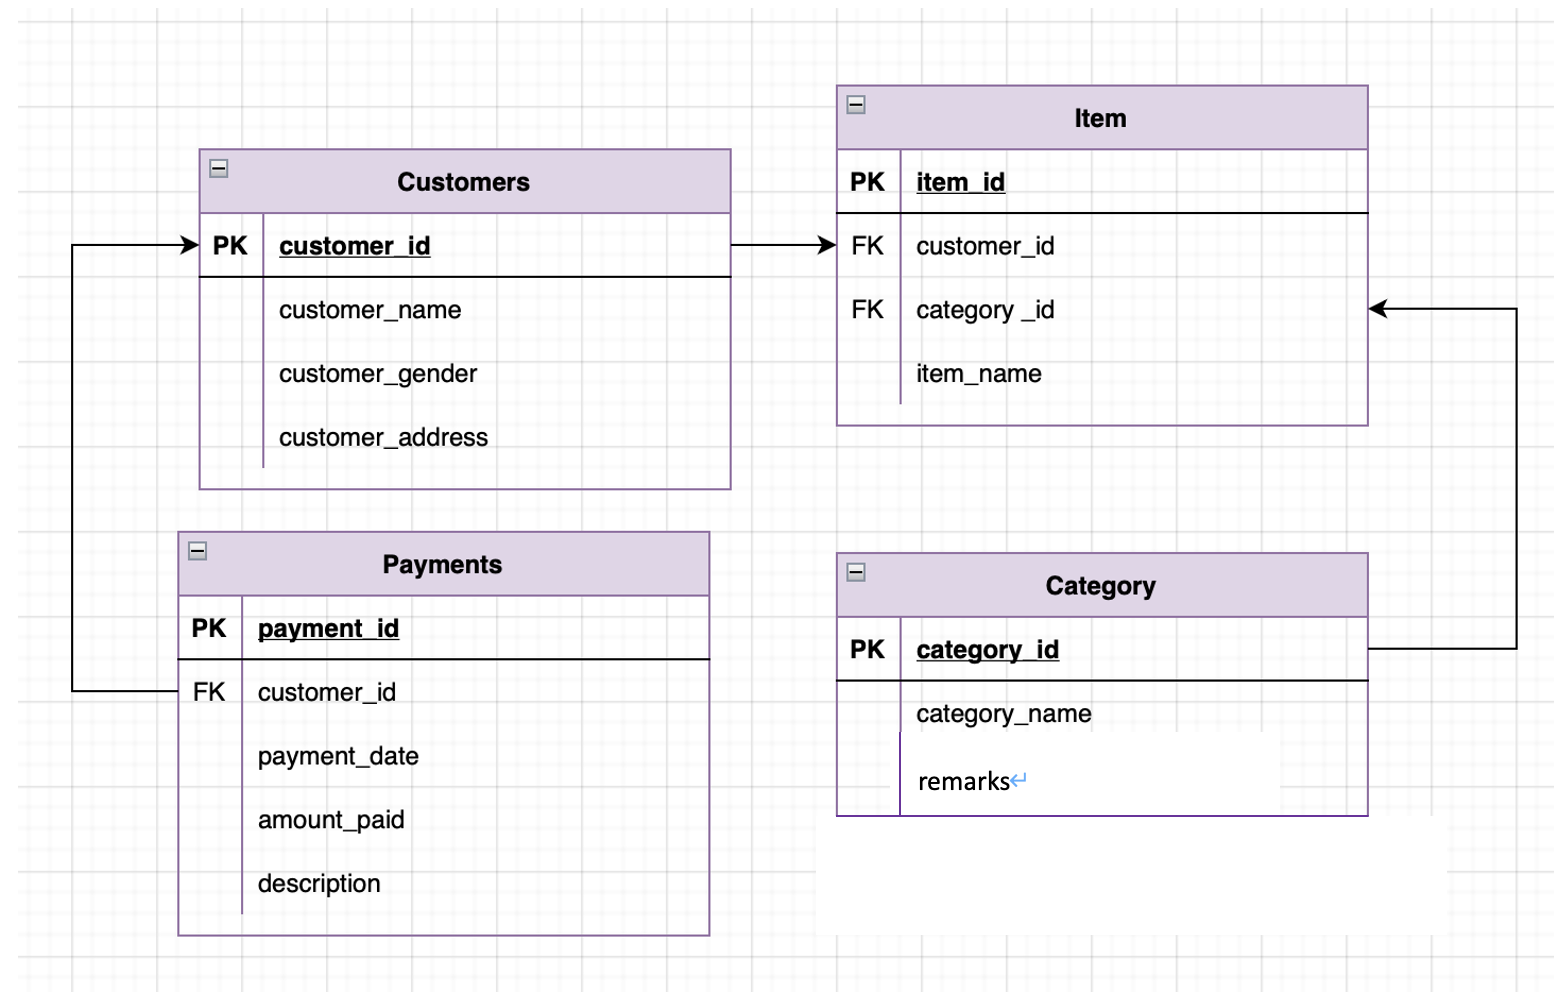 Customers
PK customer_id
customer_name
customer_gender
customer_address
Item
PK item_id
FK customer_id
FK category _id
item_name
Payments
PK payment_id
FK customer_id
payment_date
amount_paid
description
Category
PK category_id
category_name
remarks↵